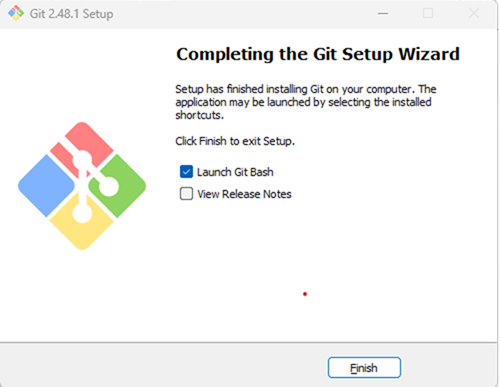 Git 2.48.1 Setup
Completing the Git Setup Wizard
Setup has finished installing Git on your computer. The
application may be launched by selecting the installed
shortcuts.
Click Finish to exit Setup.
Launch Git Bash
View Release Notes
Finish